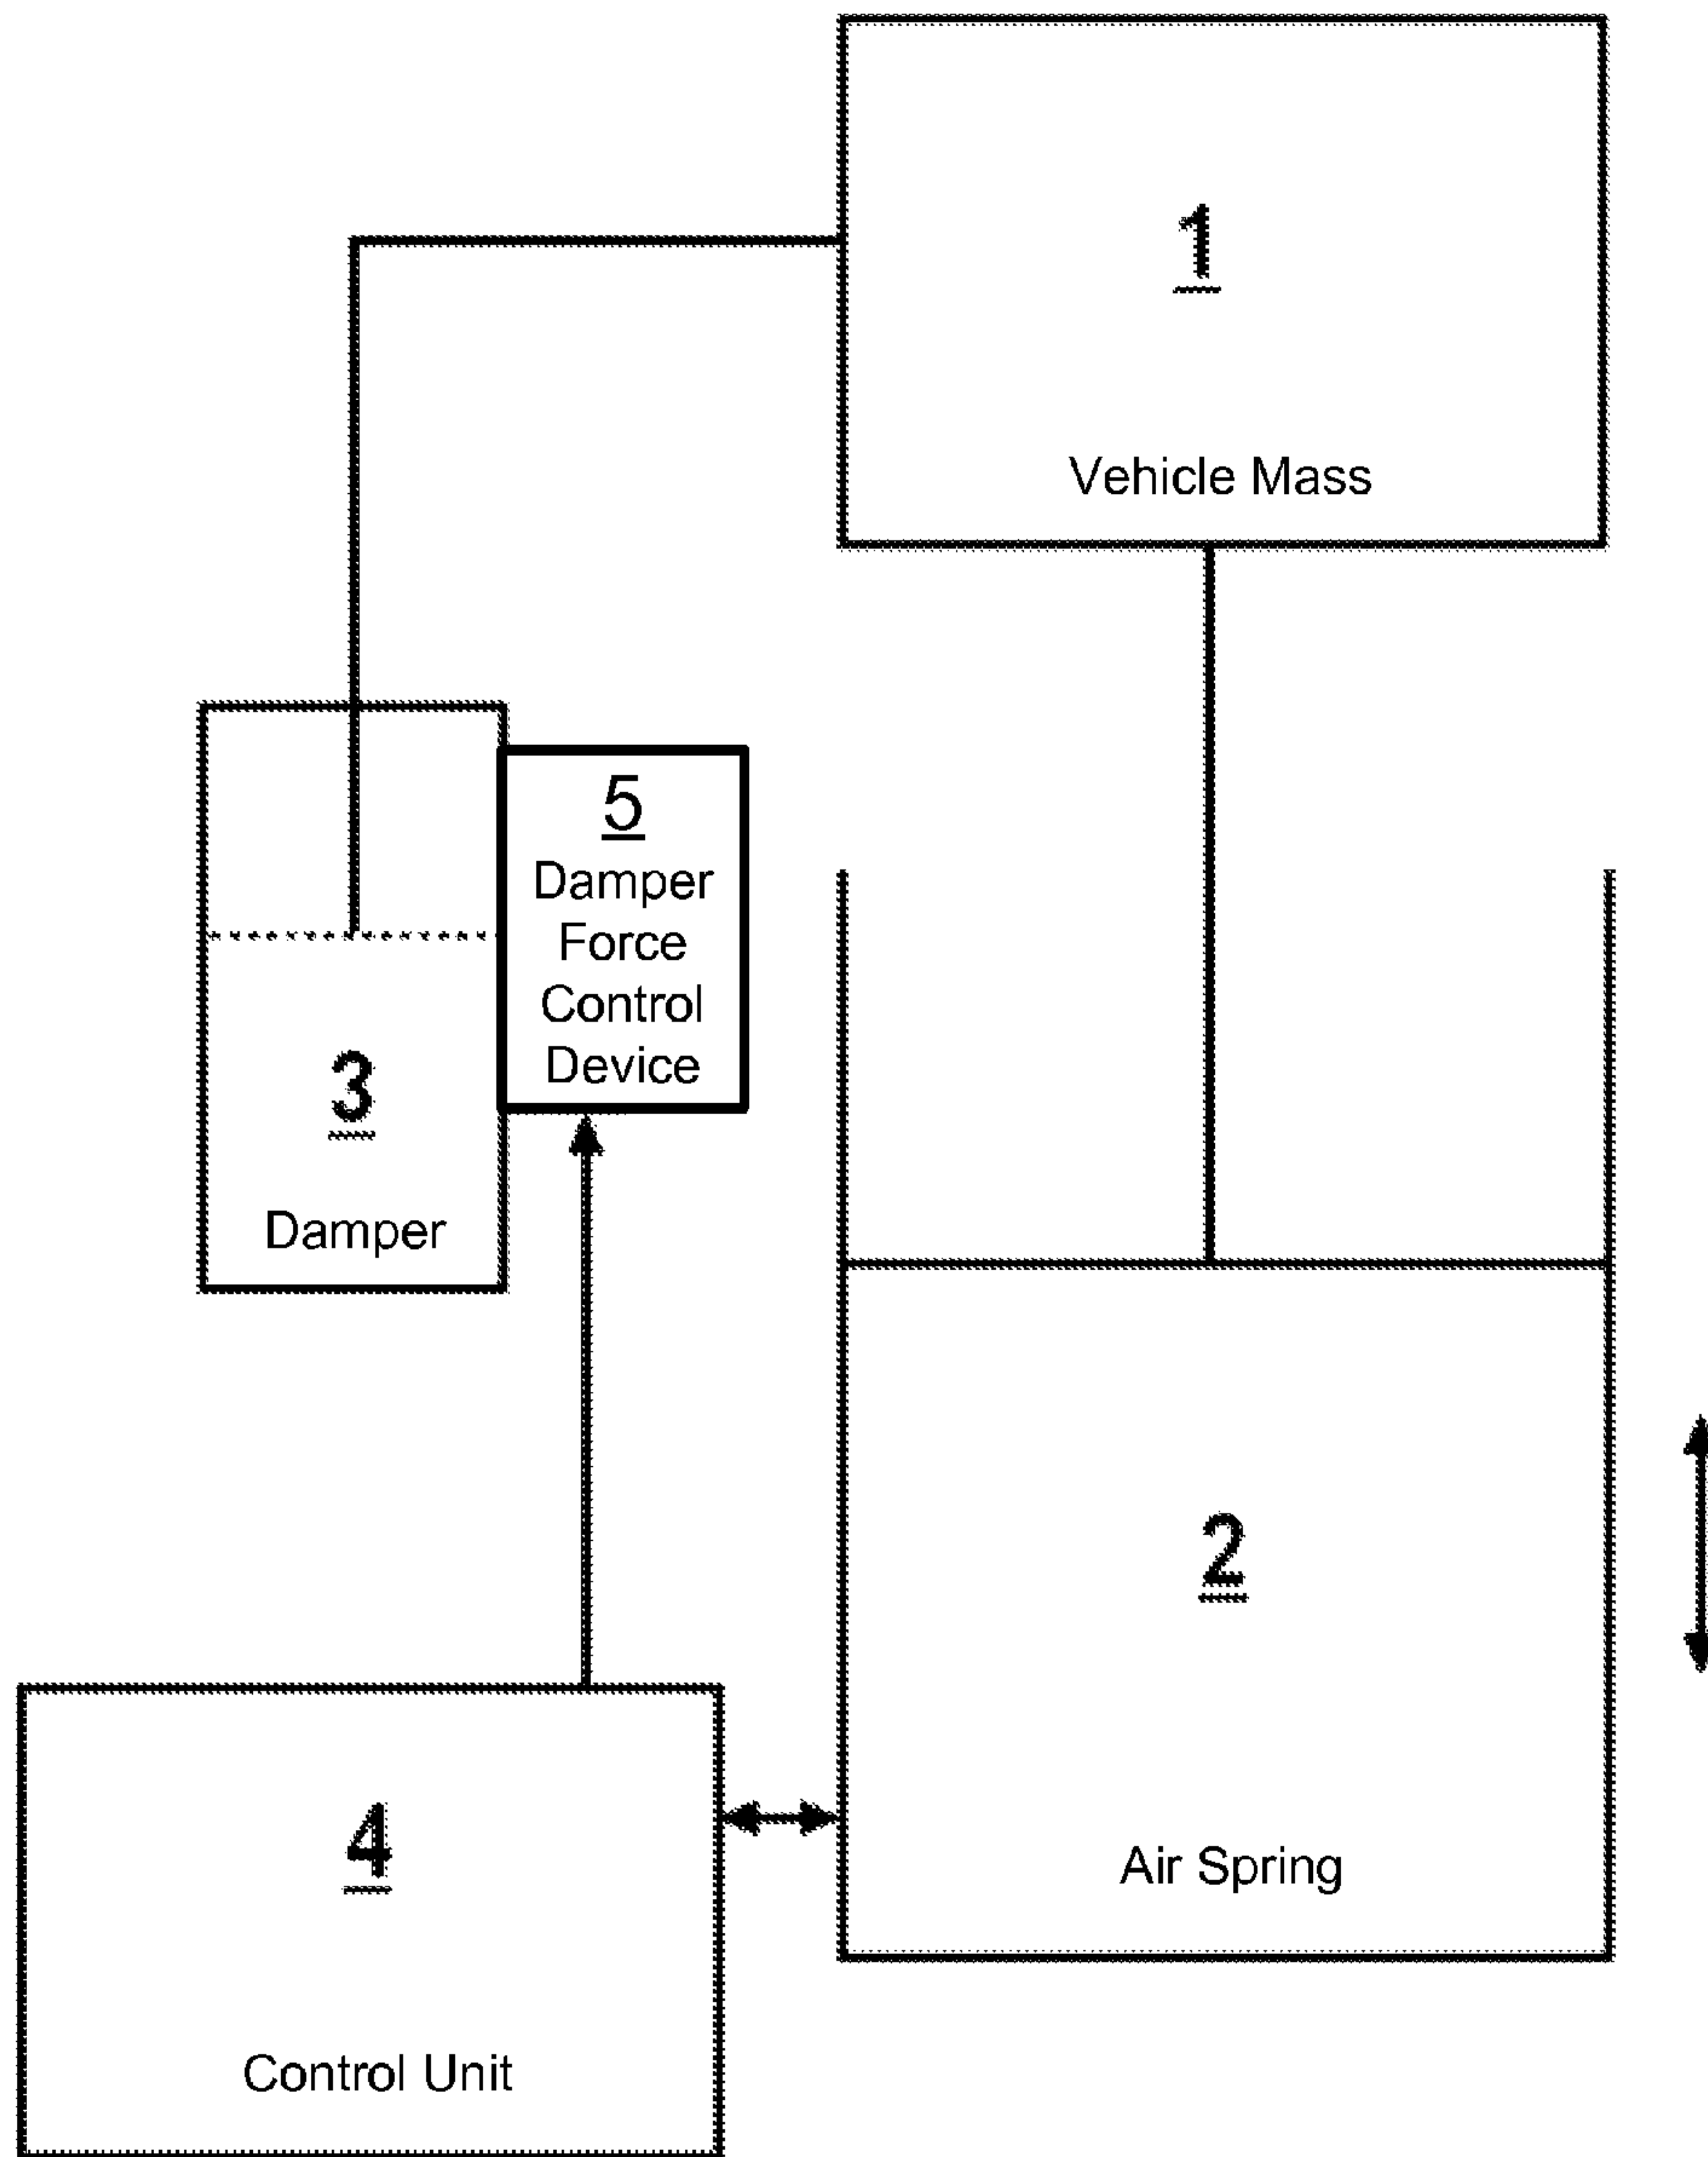 1
Vehicle Mass
5
Damper
Force
Control
Device
3
Damper
2
Air Spring
4
Control Unit